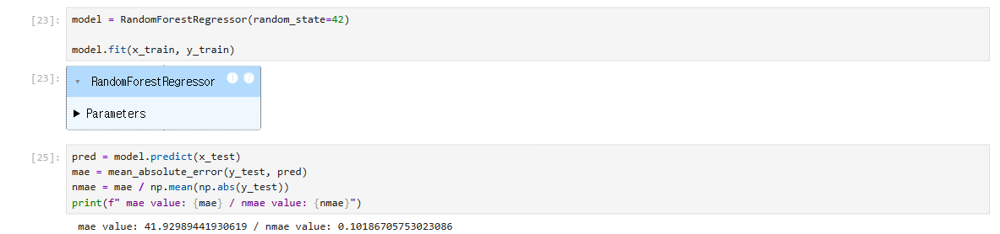 [23]: model = RandomForestRegressor(random_state=42)
model.fit(x_train, y_train)
[23]: ▾ RandomForestRegressor i ?
▶ Parameters
[25]: pred = model.predict(x_test)
mae = mean_absolute_error(y_test, pred)
nmae = mae / np.mean(np.abs(y_test))
print(f" mae value: {mae} / nmae value: {nmae}")
mae value: 41.92989441930619 / nmae value: 0.10186705753023086